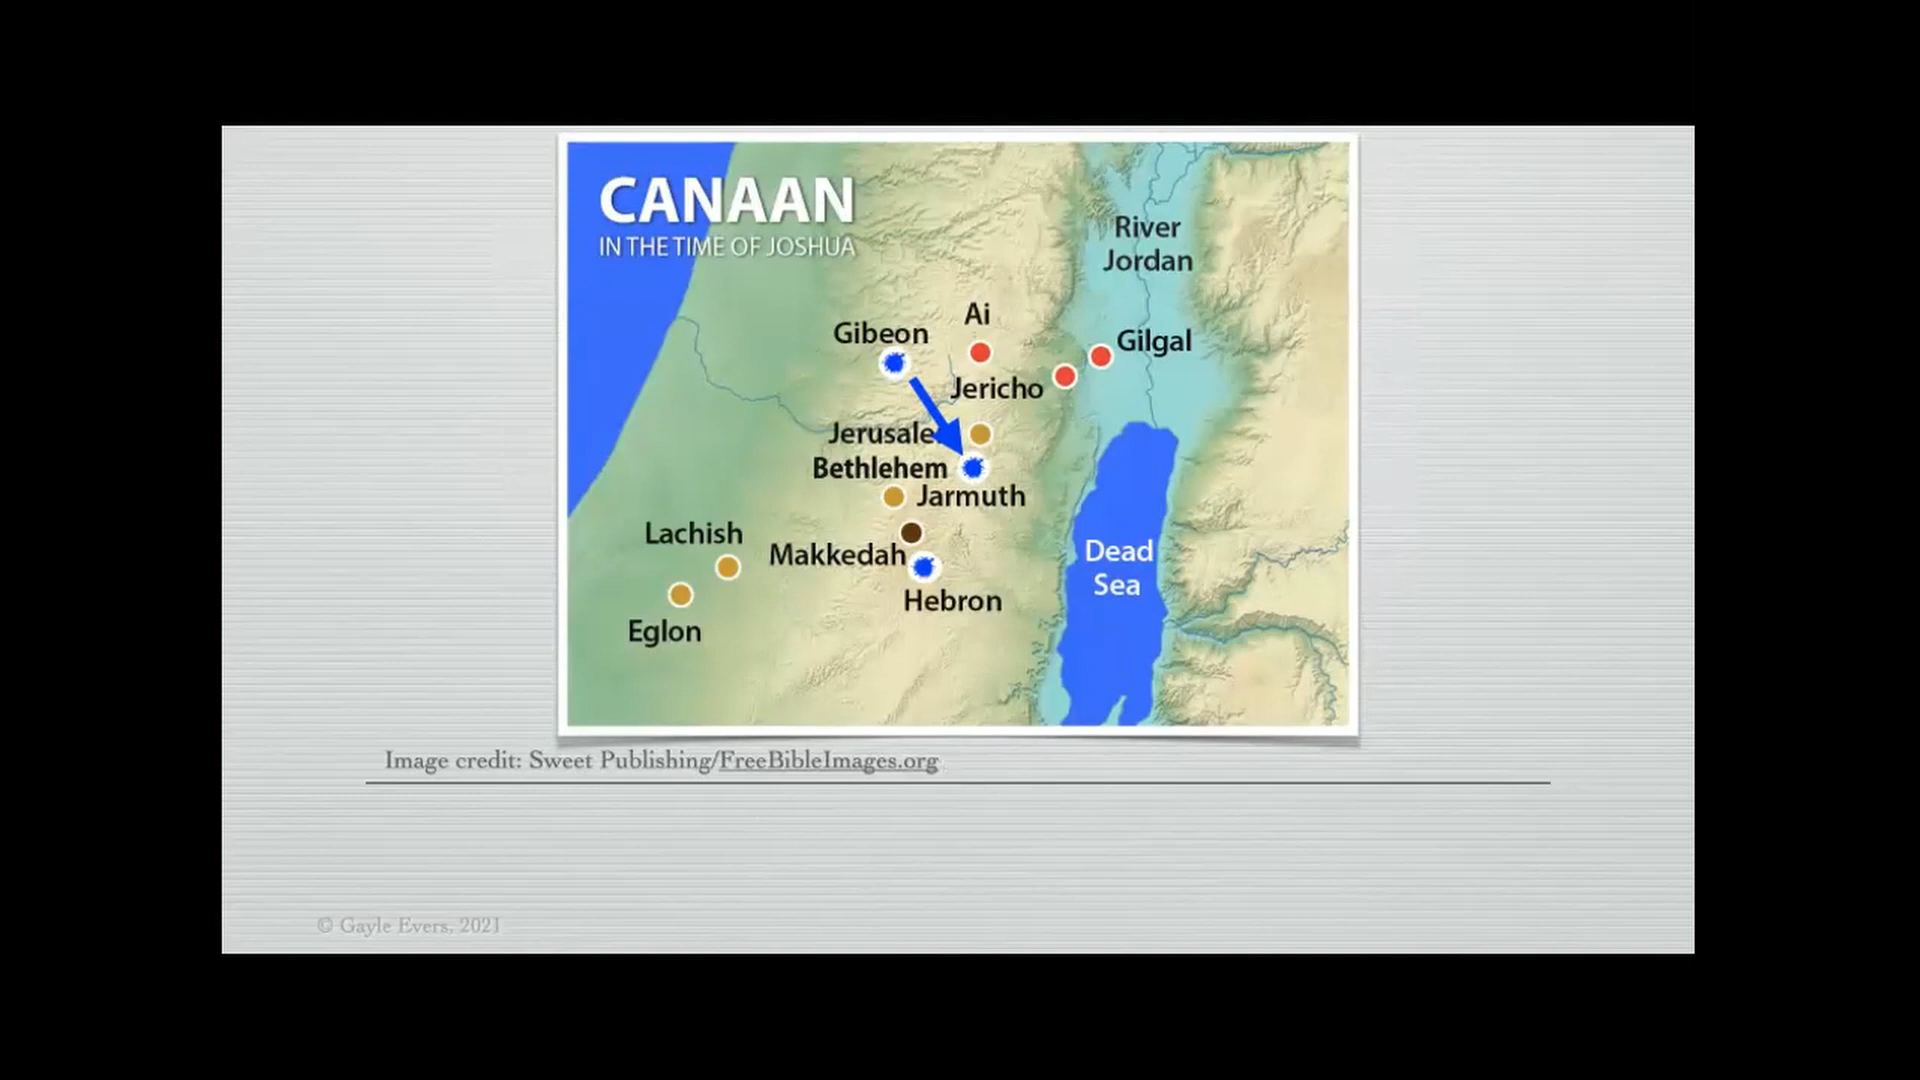 CANAAN
IN THE TIME OF JOSHUA
River
Jordan
Ai
Gibeon
Gilgal
Jericho
Jerusale
Bethlehem
Jarmuth
Lachish
Makkedah
Dead
Sea
Hebron
Eglon
Image credit: Sweet Publishing/FreeBibleImages.org
© Gayle Evers, 2021